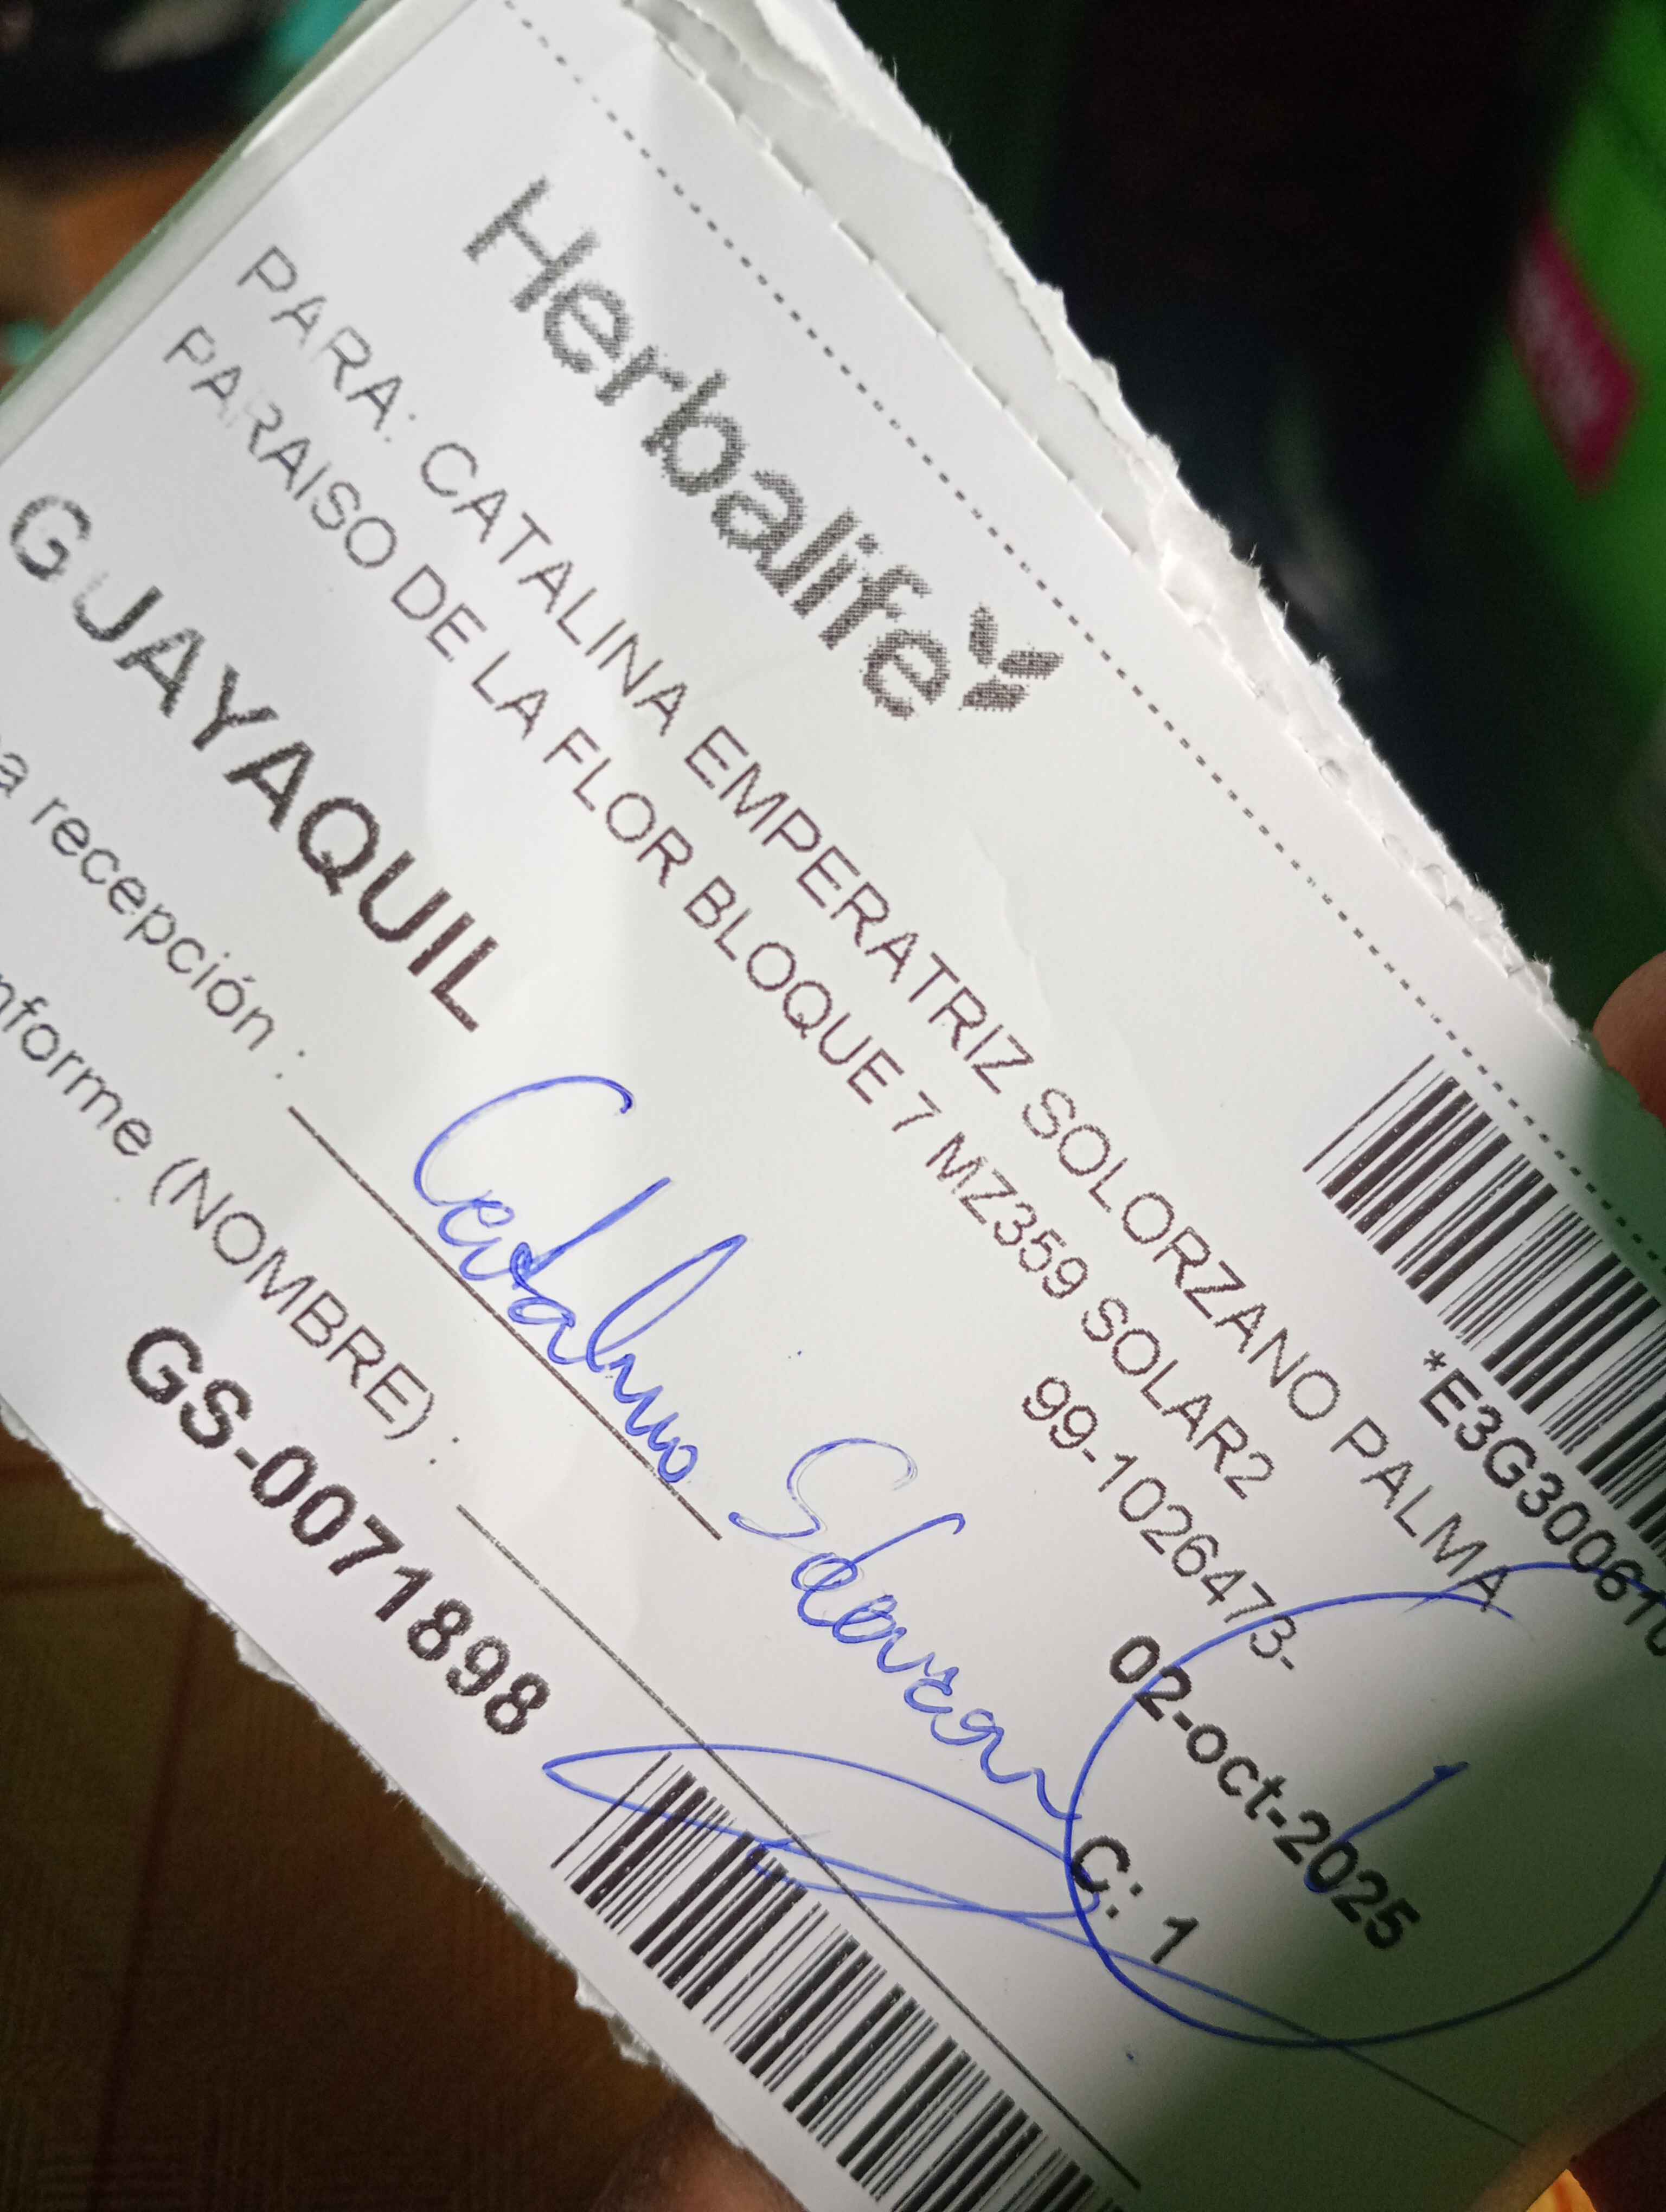 Herbalife
*E3G300610
PARA: CATALINA EMPERATRIZ SOLORZANO PALMA
PARAISO DE LA FLOR BLOQUE 7 MZ359 SOLAR2
99-1026473-
GUAYAQUIL
02-oct-2025
a recepción :
C: 1
nforme (NOMBRE) :
GS-0071898